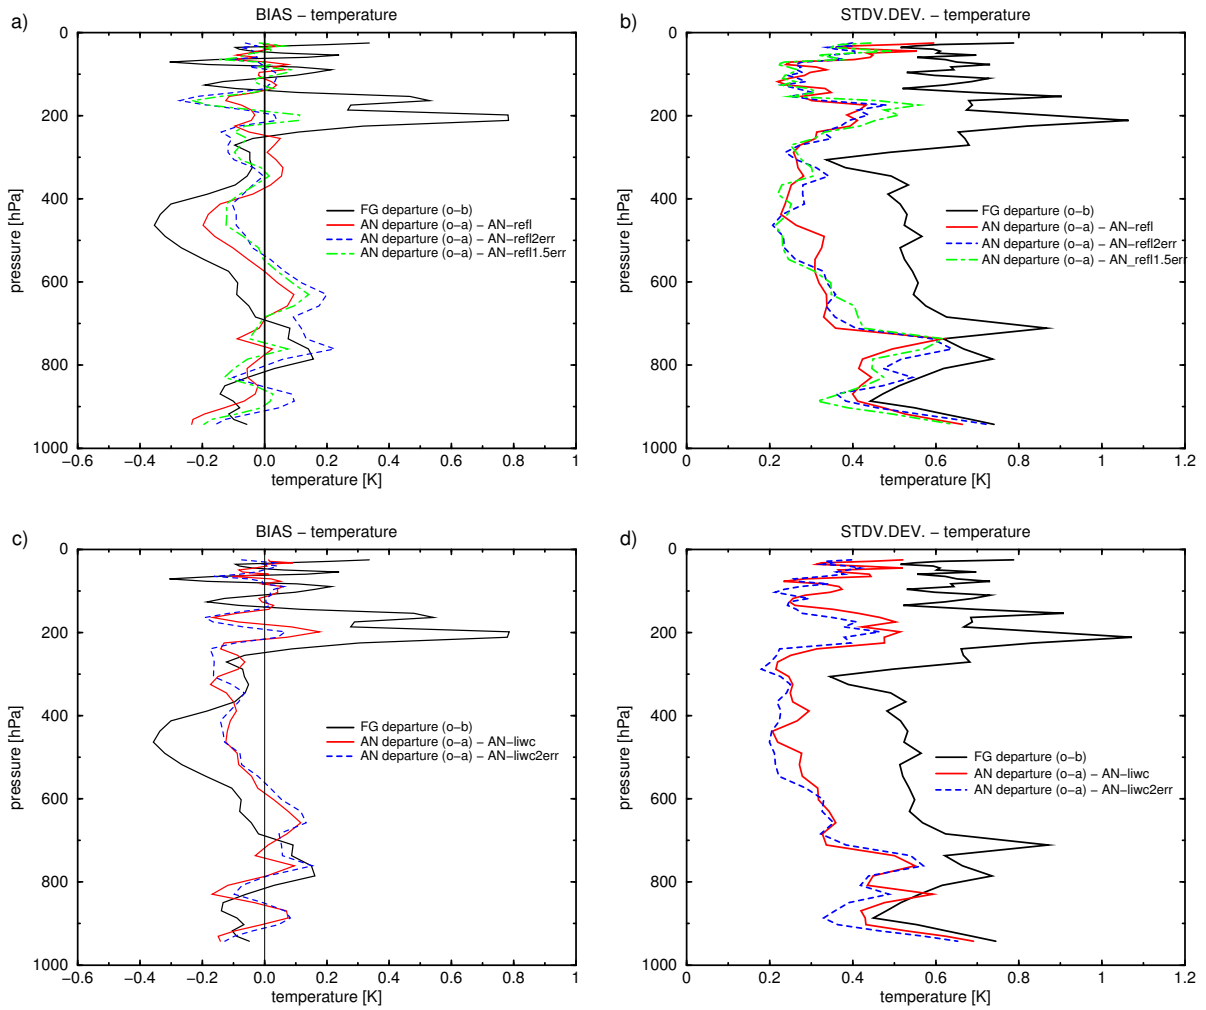 a)
BIAS − temperature
0
200
400
600
800
1000
pressure [hPa]
FG departure (o−b)
AN departure (o−a) − AN−refl
AN departure (o−a) − AN−refl2err
AN departure (o−a) − AN−refl1.5err
−0.6 −0.4 −0.2 0.0 0.2 0.4 0.6 0.8 1
temperature [K]
b)
STDV.DEV. − temperature
0
200
400
600
800
1000
pressure [hPa]
FG departure (o−b)
AN departure (o−a) − AN−refl
AN departure (o−a) − AN−refl2err
AN departure (o−a) − AN_refl1.5err
0 0.2 0.4 0.6 0.8 1 1.2
temperature [K]
c)
BIAS − temperature
0
200
400
600
800
1000
pressure [hPa]
FG departure (o−b)
AN departure (o−a) − AN−liwc
AN departure (o−a) − AN−liwc2err
−0.6 −0.4 −0.2 0.0 0.2 0.4 0.6 0.8 1
temperature [K]
d)
STDV.DEV. − temperature
0
200
400
600
800
1000
pressure [hPa]
FG departure (o−b)
AN departure (o−a) − AN−liwc
AN departure (o−a) − AN−liwc2err
0 0.2 0.4 0.6 0.8 1 1.2
temperature [K]